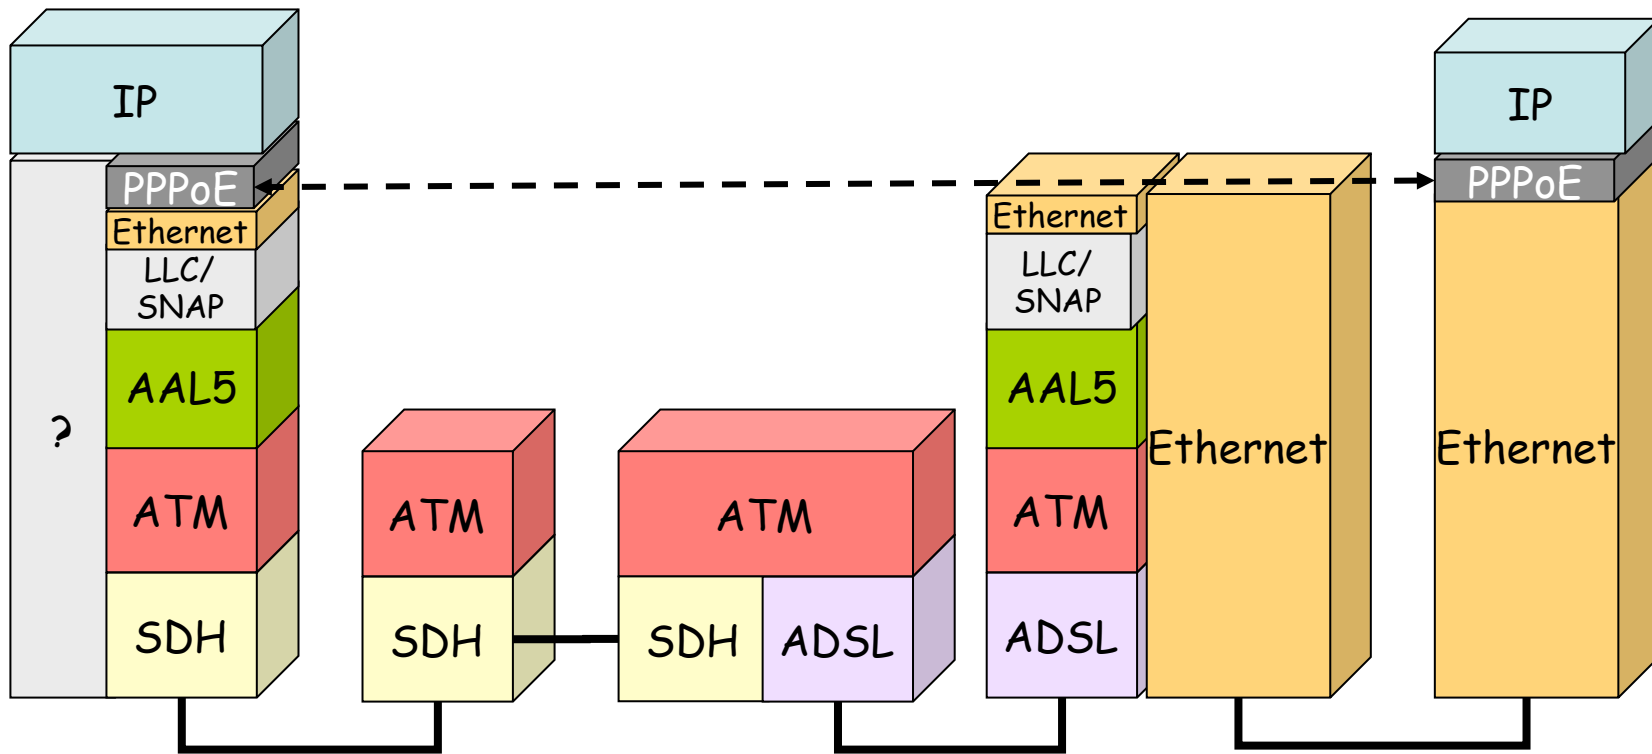 IP
PPPoE
Ethernet
LLC/
SNAP
AAL5
?
ATM
SDH
ATM
SDH
ATM
SDH
ADSL
Ethernet
LLC/
SNAP
AAL5
ATM
ADSL
Ethernet
IP
PPPoE
Ethernet